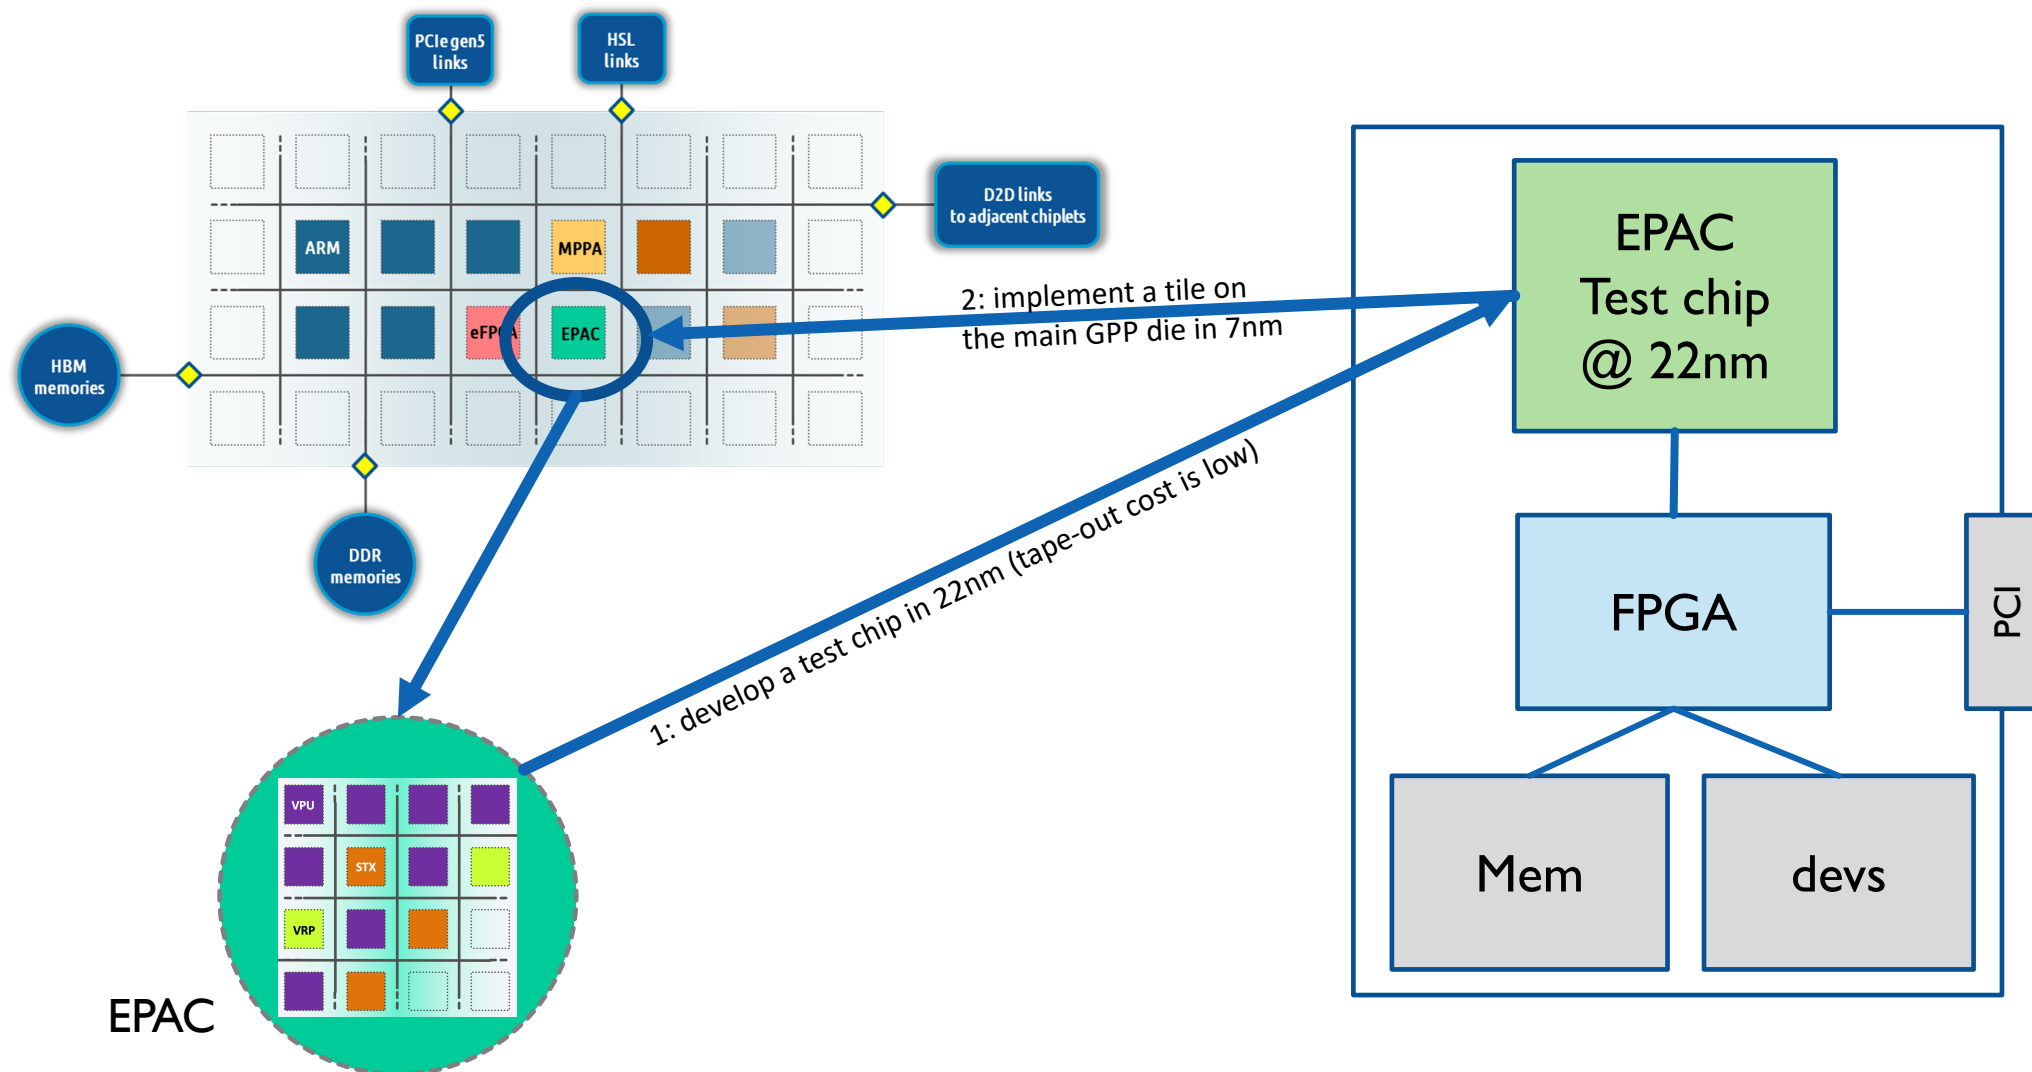 PCIe gen5
links
HSL
links
D2D links
to adjacent chiplets
ARM
MPPA
eFPGA
EPAC
HBM
memories
DDR
memories
2: implement a tile on
the main GPP die in 7nm
1: develop a test chip in 22nm (tape-out cost is low)
VPU
STX
VRP
EPAC
EPAC
Test chip
@ 22nm
FPGA
PCI
Mem
devs